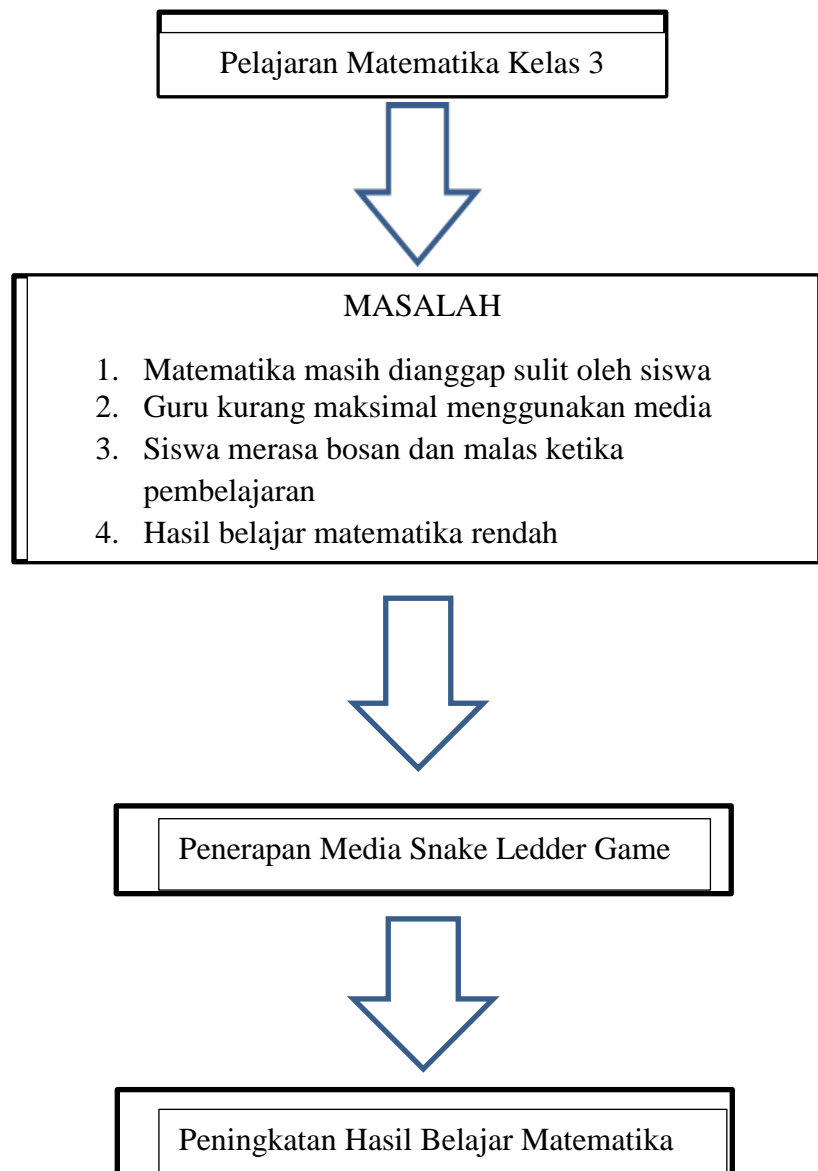 Pelajaran Matematika Kelas 3
MASALAH
1. Matematika masih dianggap sulit oleh siswa
2. Guru kurang maksimal menggunakan media
3. Siswa merasa bosan dan malas ketika
pembelajaran
4. Hasil belajar matematika rendah
Penerapan Media Snake Ledder Game
Peningkatan Hasil Belajar Matematika